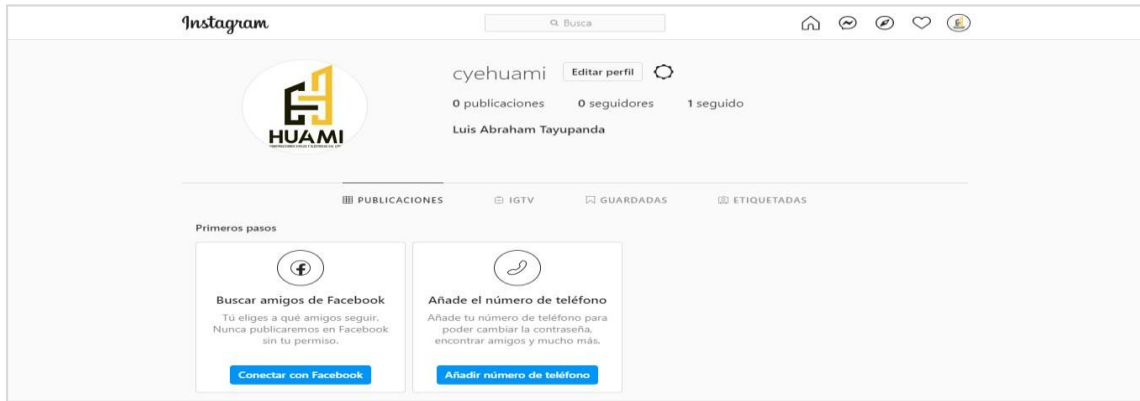 Instagram
Busca
cyehuami Editar perfil
0 publicaciones 0 seguidores 1 seguido
Luis Abraham Tayupanda
HUAMI
PUBLICACIONES IGTV GUARDADAS ETIQUETADAS
Primeros pasos
Buscar amigos de Facebook
Tú eliges a qué amigos seguir.
Nunca publicaremos en Facebook
sin tu permiso.
Conectar con Facebook
Añade el número de teléfono
Añade tu número de teléfono para
poder cambiar la contraseña,
encontrar amigos y mucho más.
Añadir número de teléfono